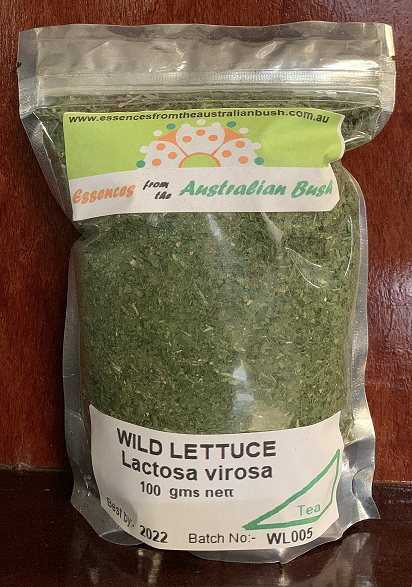 www.essencesfromtheaustralianbush.com.au
Essences from the Australian Bush
WILD LETTUCE
Lactosa virosa
100 gms nett
Tea
Best by:- 2022 Batch No:- WL005